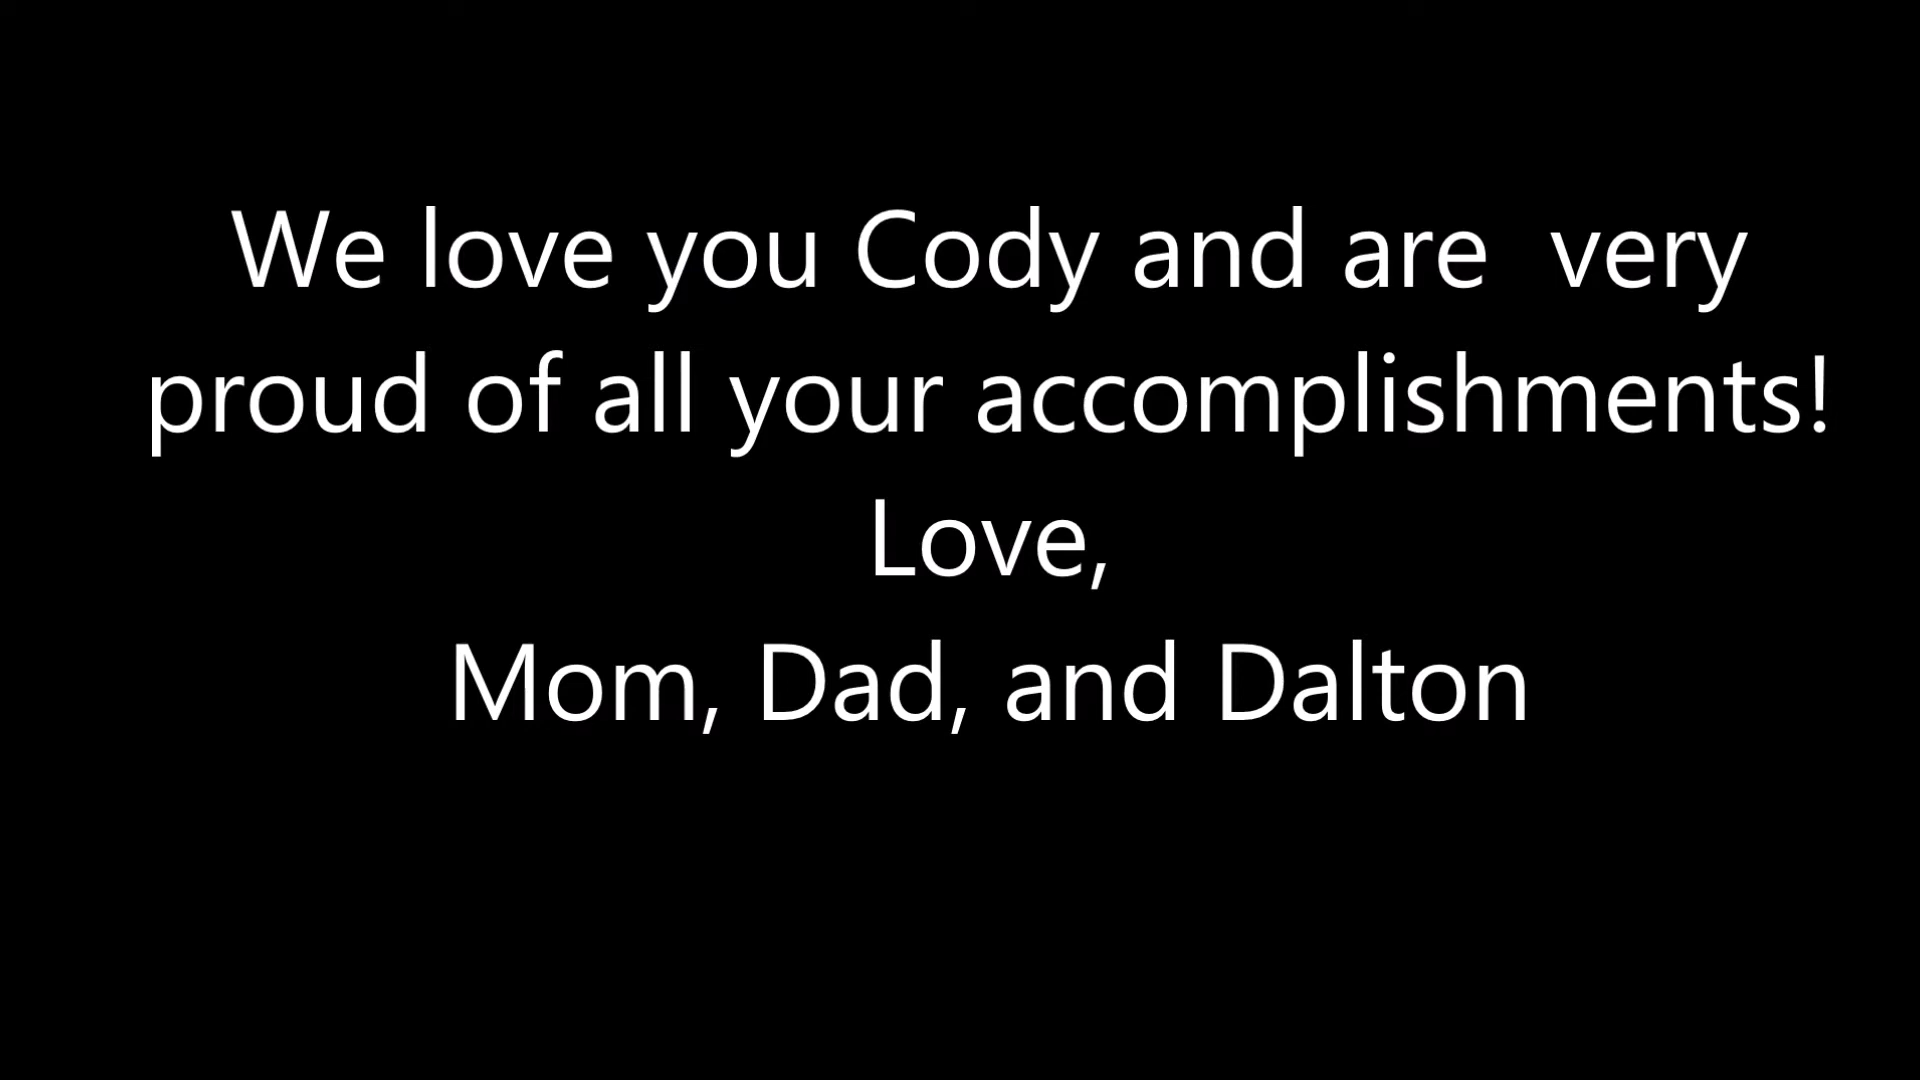 We love you Cody and are  very
proud of all your accomplishments!
Love,
Mom, Dad, and Dalton